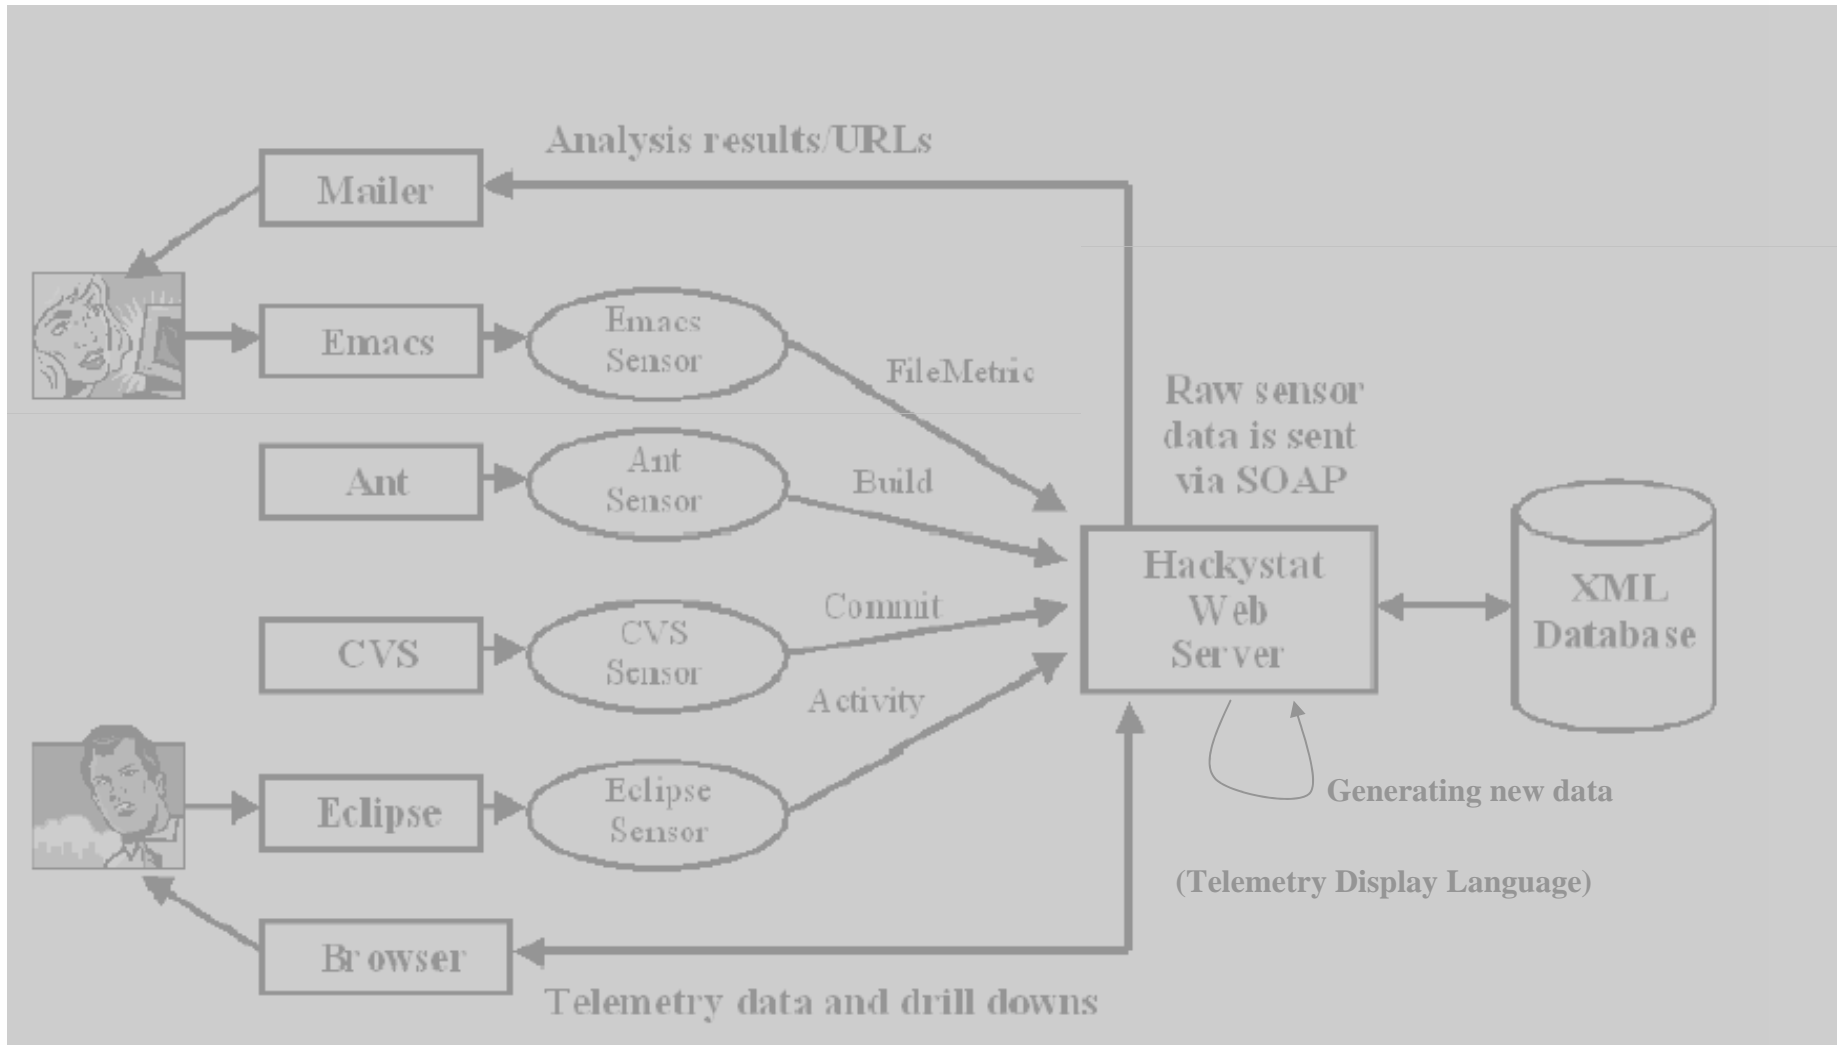 Analysis results/URLs
Mailer
Emacs
Emacs
Sensor
FileMetric
Raw sensor
data is sent
via SOAP
Ant
Ant
Sensor
Build
Hackystat
Web
Server
XML
Database
CVS
CVS
Sensor
Commit
Activity
Eclipse
Eclipse
Sensor
Generating new data
(Telemetry Display Language)
Browser
Telemetry data and drill downs